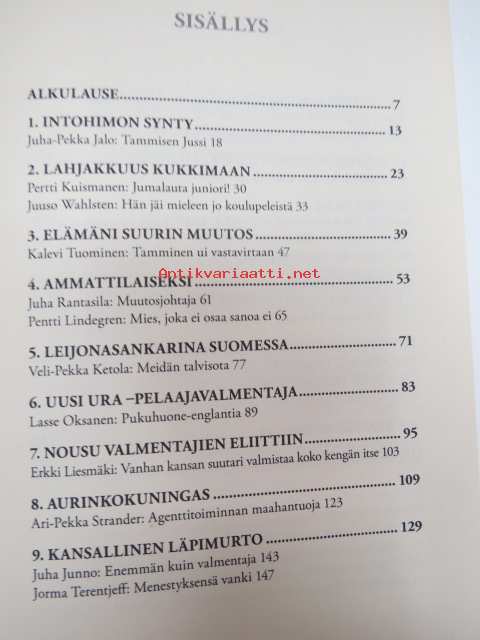 SISÄLLYS
ALKULAUSE..........................................................7
1. INTOHIMON SYNTY..........................................13
Juha-Pekka Jalo: Tammisen Jussi 18
2. LAHJAKKUUS KUKKIMAAN..............................23
Pertti Kuismanen: Jumalauta juniori! 30
Juuso Wahlsten: Hän jäi mieleen jo koulupeleistä 33
3. ELÄMÄNI SUURIN MUUTOS..............................39
Kalevi Tuominen: Tamminen ui vastavirtaan 47
Antikvariaatti.net
4. AMMATTILAISEKSI..........................................53
Juha Rantasila: Muutosjohtaja 61
Pentti Lindegren: Mies, joka ei osaa sanoa ei 65
5. LEIJONASANKARINA SUOMESSA........................71
Veli-Pekka Ketola: Meidän talvisota 77
6. UUSI URA –PELAAJAVALMENTAJA......................83
Lasse Oksanen: Pukuhuone-englantia 89
7. NOUSU VALMENTAJIEN ELIITTIIN......................95
Erkki Liesmäki: Vanhan kansan suutari valmistaa koko kengän itse 103
8. AURINKOKUNINGAS..........................................109
Ari-Pekka Strander: Agenttitoiminnan maahantuoja 123
9. KANSALLINEN LÄPIMURTO..............................129
Juha Junno: Enemmän kuin valmentaja 143
Jorma Terentjeff: Menestyksensä vanki 147